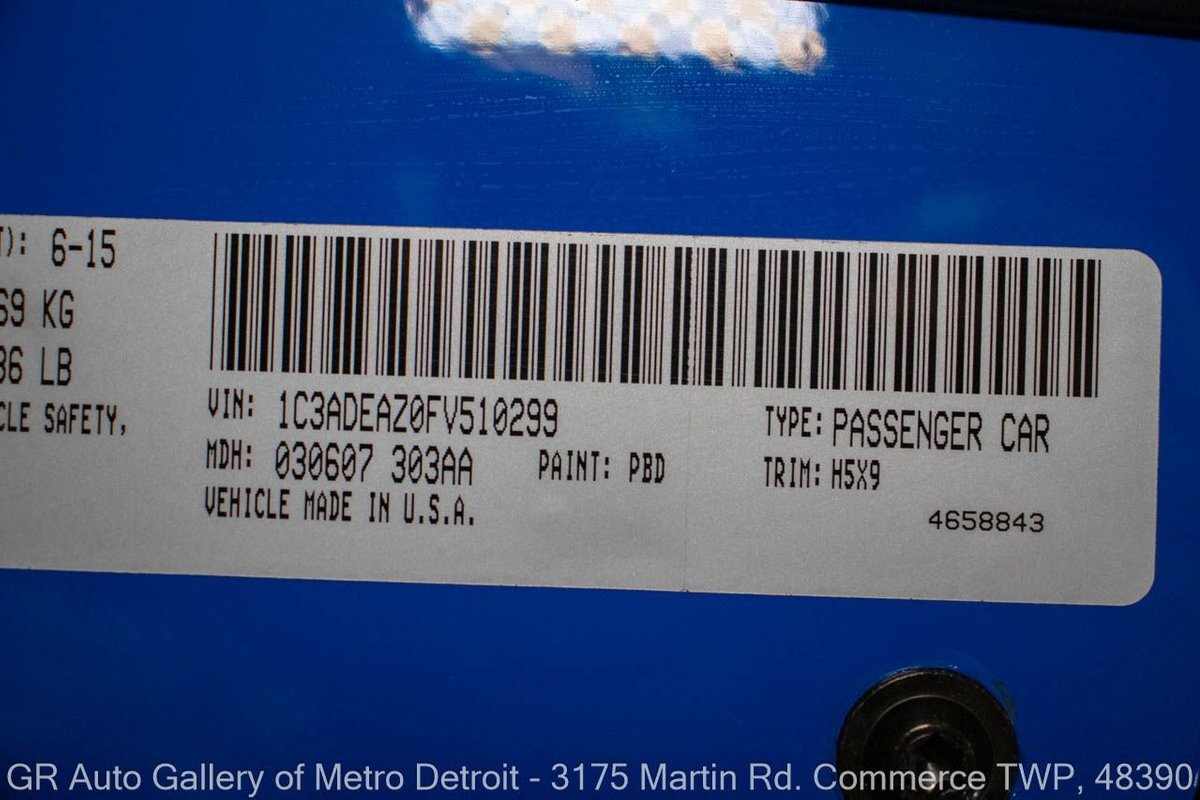 T): 6-15
69 KG
36 LB
CLE SAFETY,
VIN: 1C3ADEAZ0FV510299
TYPE: PASSENGER CAR
MDH: 030607 303AA
PAINT: PBD
TRIM: H5X9
VEHICLE MADE IN U.S.A.
4658843
GR Auto Gallery of Metro Detroit - 3175 Martin Rd. Commerce TWP, 48390